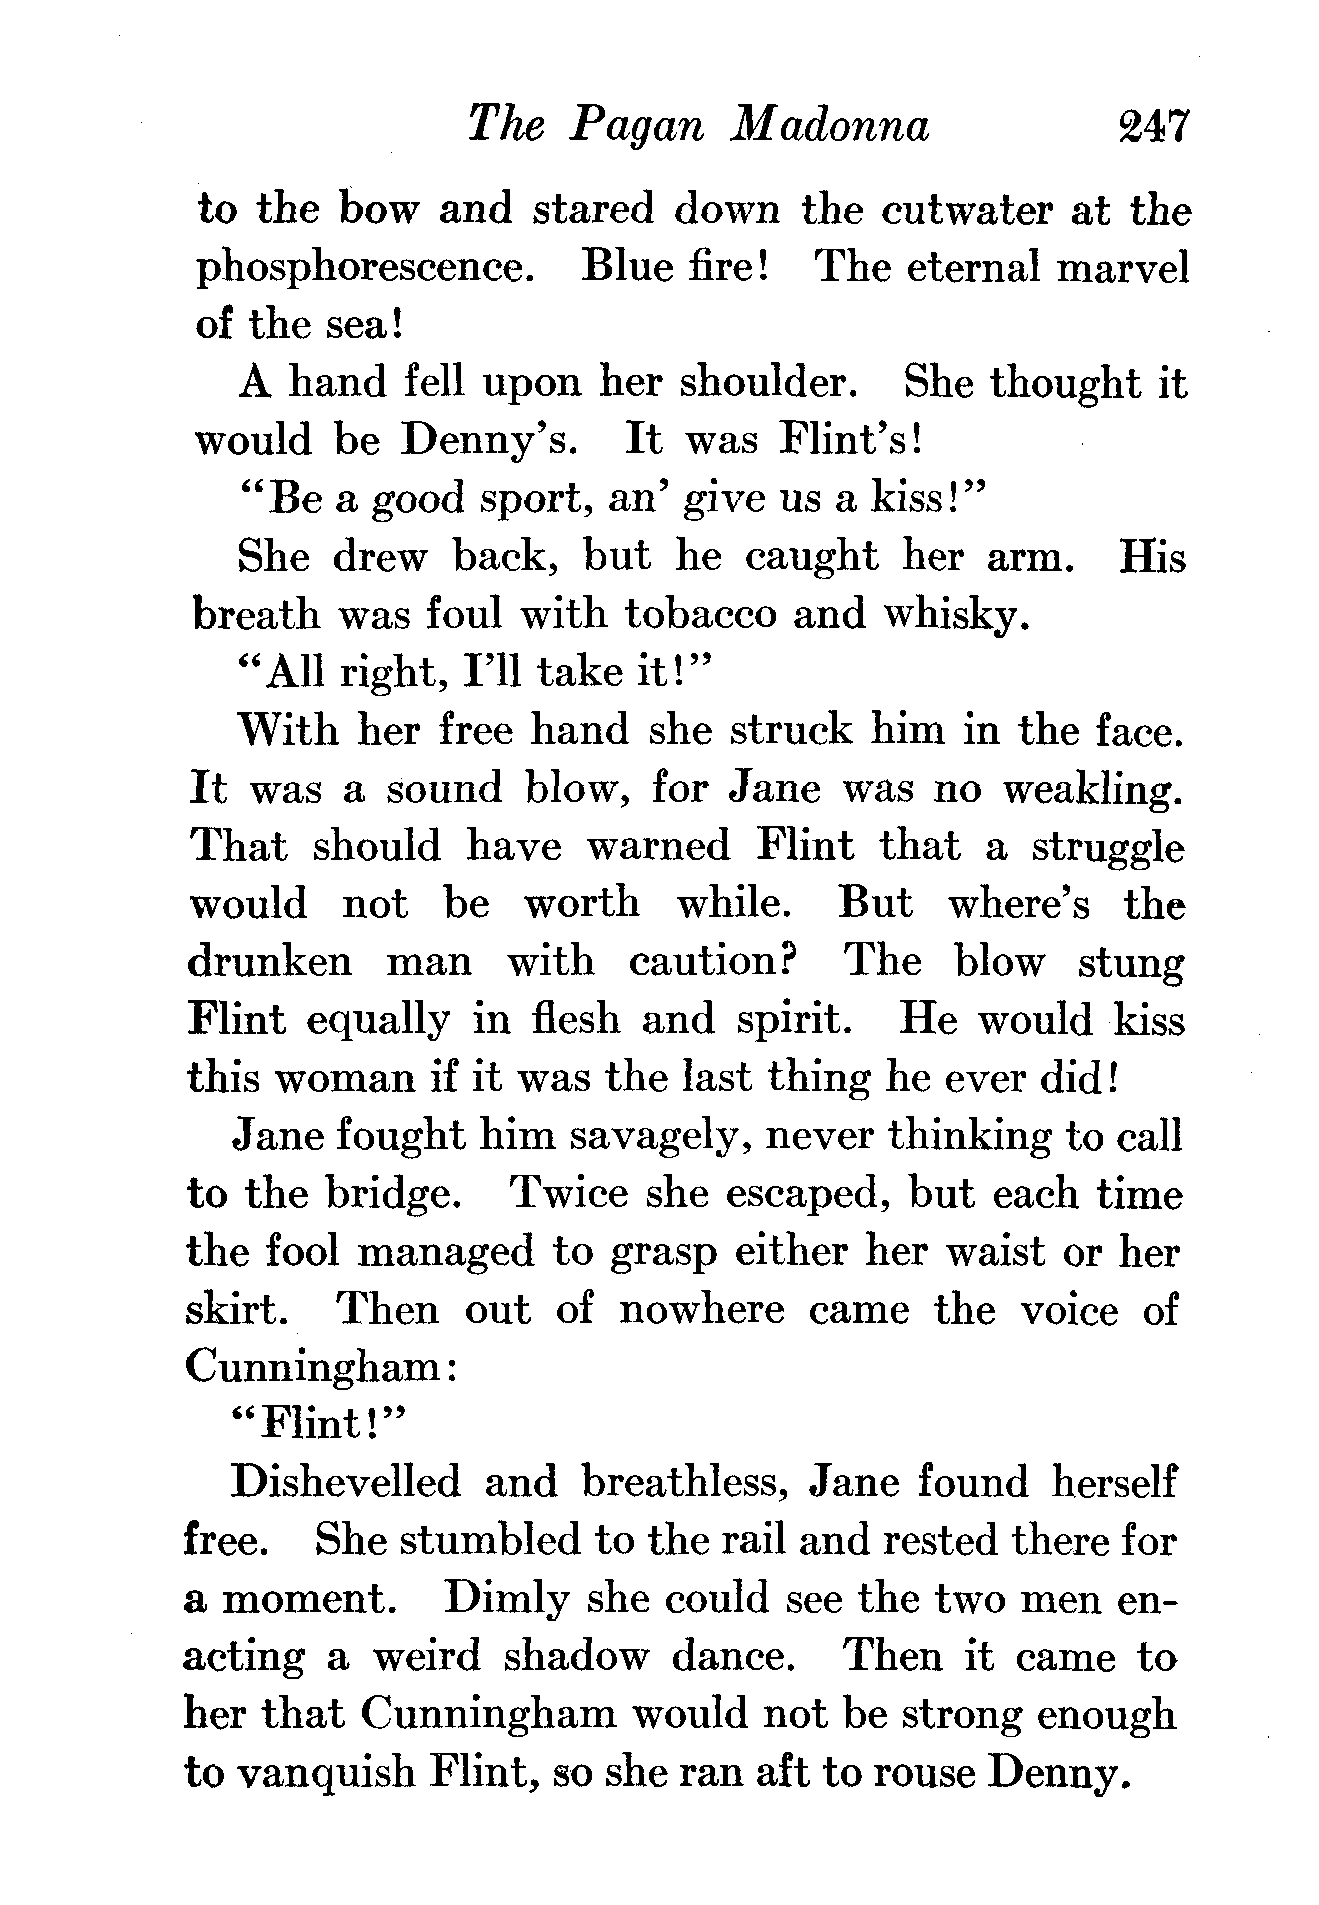 The Pagan Madonna 247
to the bow and stared down the cutwater at the
phosphorescence. Blue fire! The eternal marvel
of the sea!
A hand fell upon her shoulder. She thought it
would be Denny's. It was Flint's!
"Be a good sport, an' give us a kiss!"
She drew back, but he caught her arm. His
breath was foul with tobacco and whisky.
"All right, I'll take it!"
With her free hand she struck him in the face.
It was a sound blow, for Jane was no weakling.
That should have warned Flint that a struggle
would not be worth while. But where's the
drunken man with caution? The blow stung
Flint equally in flesh and spirit. He would kiss
this woman if it was the last thing he ever did!
Jane fought him savagely, never thinking to call
to the bridge. Twice she escaped, but each time
the fool managed to grasp either her waist or her
skirt. Then out of nowhere came the voice of
Cunningham:
"Flint!"
Dishevelled and breathless, Jane found herself
free. She stumbled to the rail and rested there for
a moment. Dimly she could see the two men en-
acting a weird shadow dance. Then it came to
her that Cunningham would not be strong enough
to vanquish Flint, so she ran aft to rouse Denny.